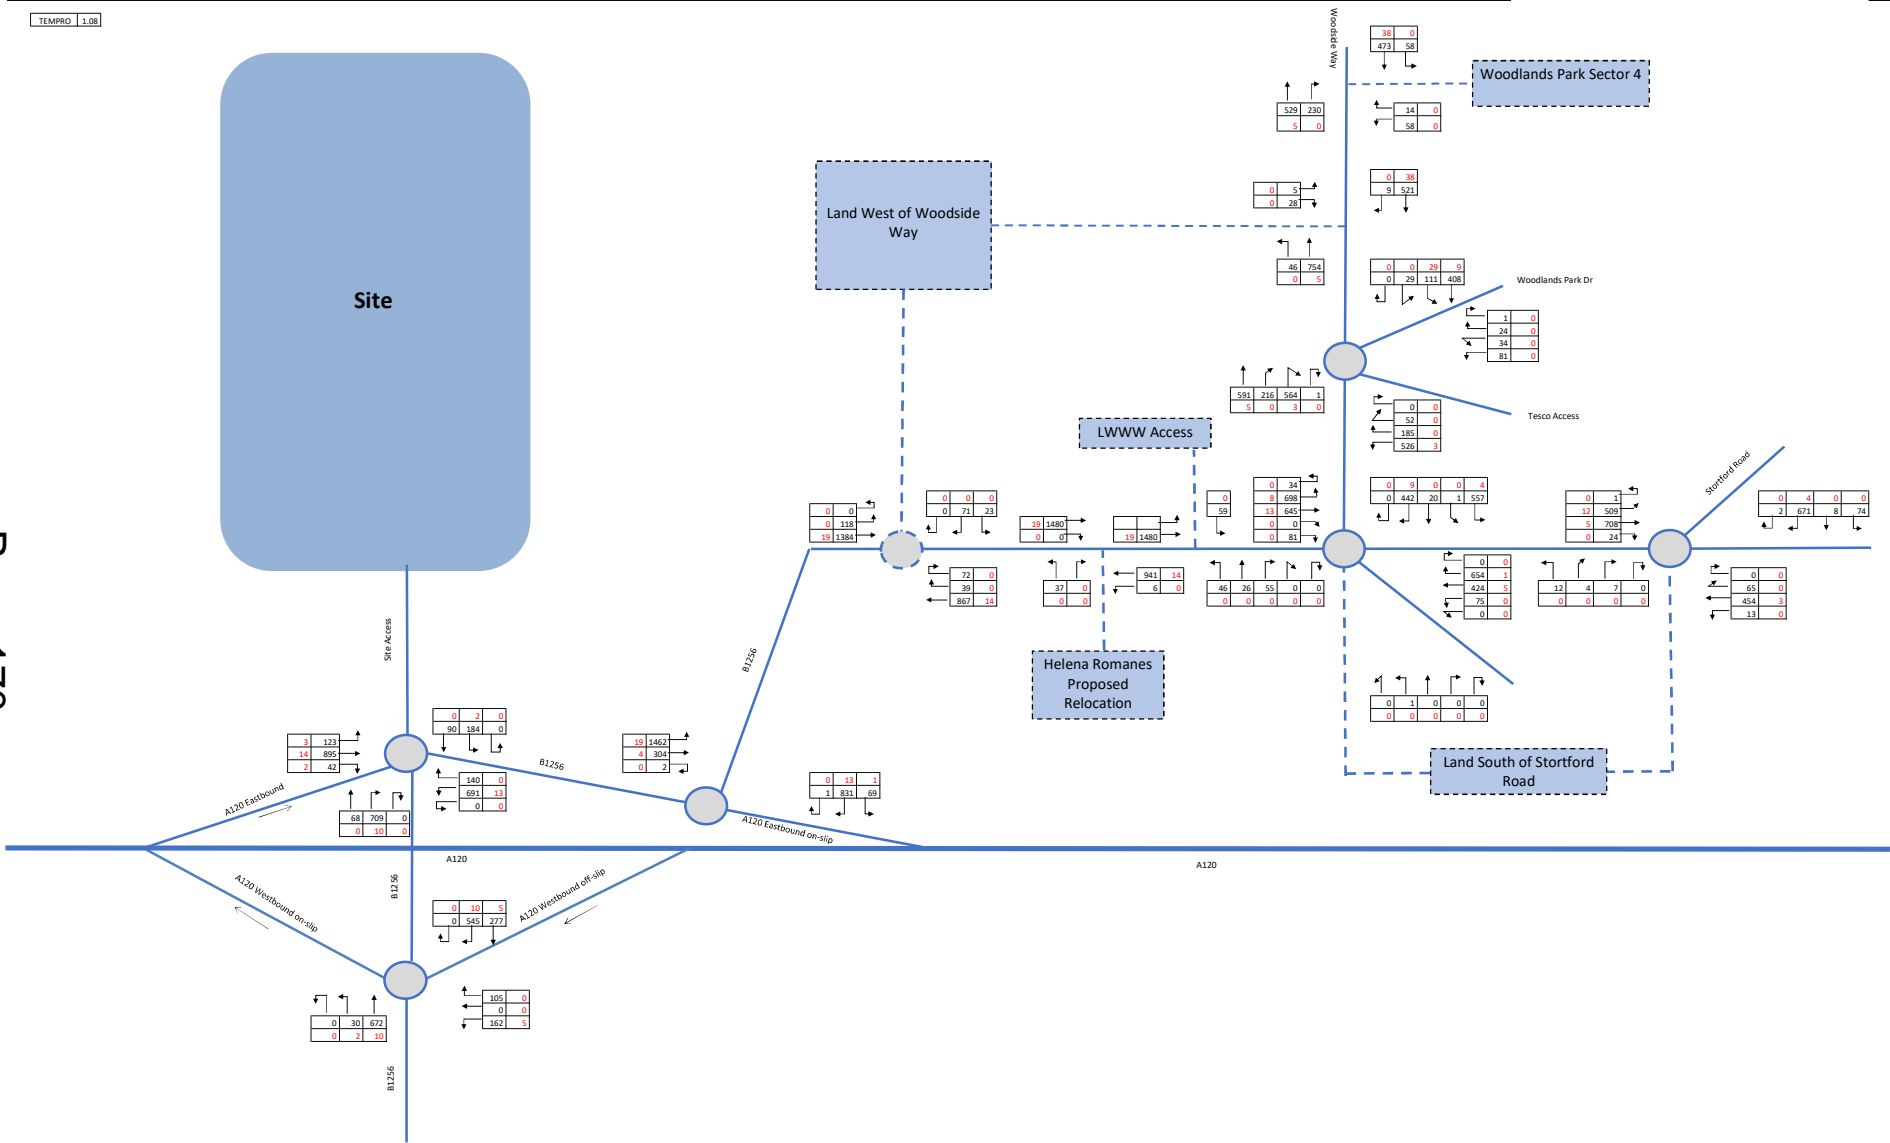 TEMPRO 1.08
Woodside Way
38 0
473 58
Woodlands Park Sector 4
529 230
5 0
14 0
58 0
0 38
9 521
0 5
0 28
Land West of Woodside
Way
46 754
0 5
0 0 29 9
0 29 111 408
Woodlands Park Dr
1 0
24 0
34 0
81 0
Site
591 216 564 1
5 0 3 0
Tesco Access
0 0
52 0
185 0
526 3
LWWW Access
Stortford Road
0 0
0 118
19 1384
0 0 0
0 71 23
19 1480
0 0
19 1480
0
59
0 34
8 698
13 645
0 0
0 81
0 9 0 0 4
0 442 20 1 557
0 1
12 509
5 708
0 24
0 4 0 0
2 671 8 74
72 0
39 0
867 14
37 0
0 0
941 14
6 0
46 26 55 0 0
0 0 0 0 0
0 0
654 1
424 5
75 0
0 0
12 4 7 0
0 0 0 0
0 0
65 0
454 3
13 0
Site Access
B1256
Helena Romanes
Proposed
Relocation
0 1 0 0 0
0 0 0 0 0
Land South of Stortford
Road
0 2 0
90 184 0
3 123
14 895
2 42
19 1462
4 304
0 2
B1256
140 0
691 13
0 0
0 13 1
1 831 69
A120 Eastbound
68 709 0
0 10 0
A120 Eastbound on-slip
A120
A120
B1256
A120 Westbound on-slip
A120 Westbound off-slip
0 10 5
0 545 277
105 0
0 0
162 5
0 30 672
0 2 10
B1256